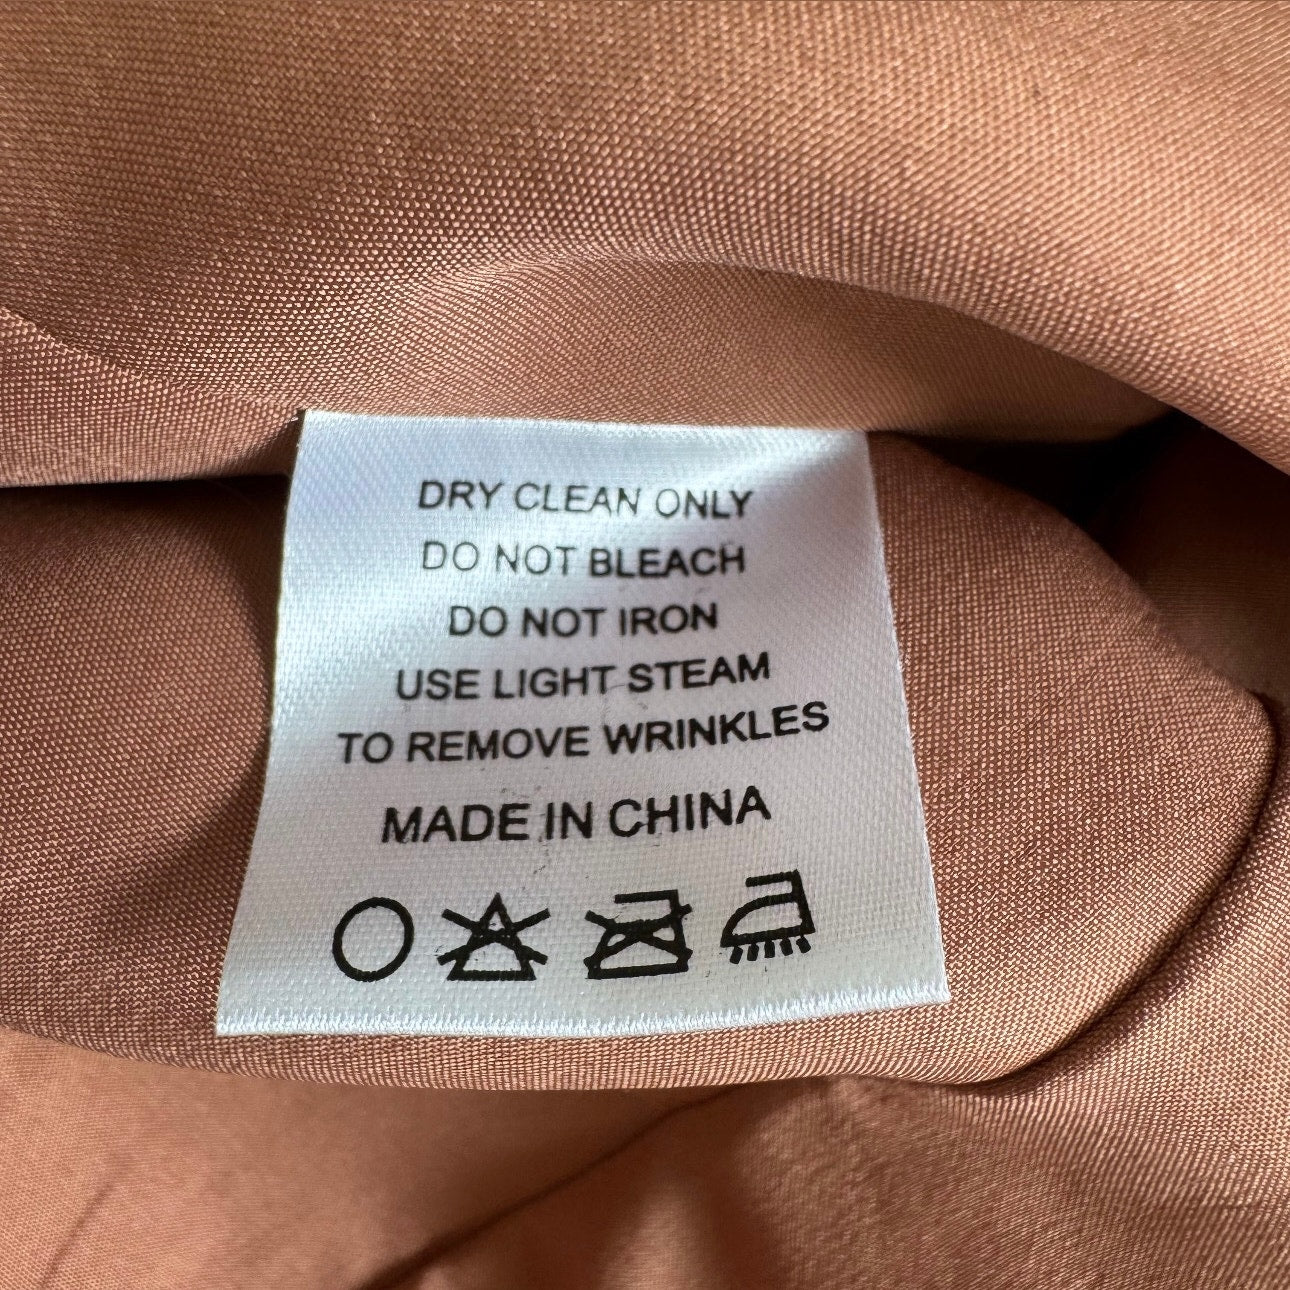 DRY CLEAN ONLY
DO NOT BLEACH
DO NOT IRON
USE LIGHT STEAM
TO REMOVE WRINKLES
MADE IN CHINA